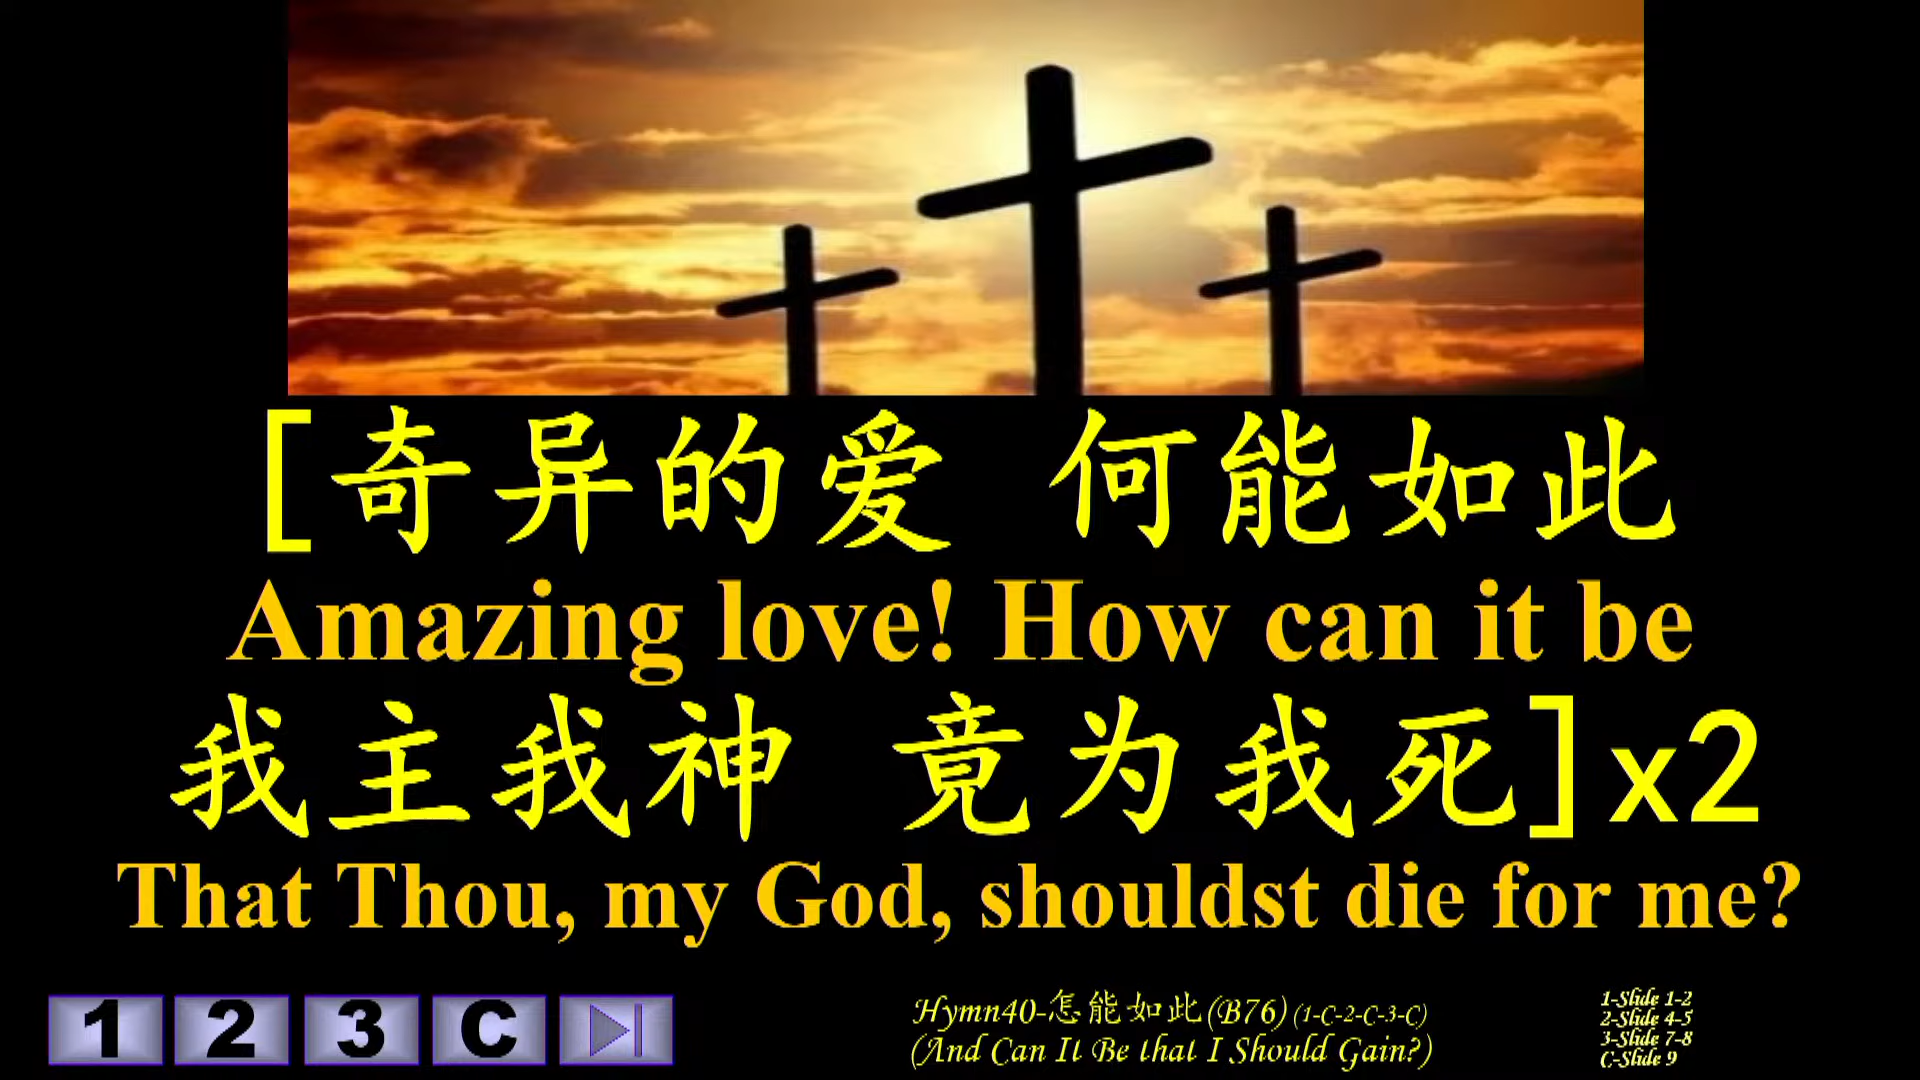 [奇异的爱 何能如此
Amazing love! How can it be
我主我神 竟为我死]x2
That Thou, my God, shouldst die for me?
1 2 3 C
Hymn40-怎能如此(B76) (1-C-2-C-3-C)
(And Can It Be that I Should Gain?)
1-Slide 1-2
2-Slide 4-5
3-Slide 7-8
C-Slide 9